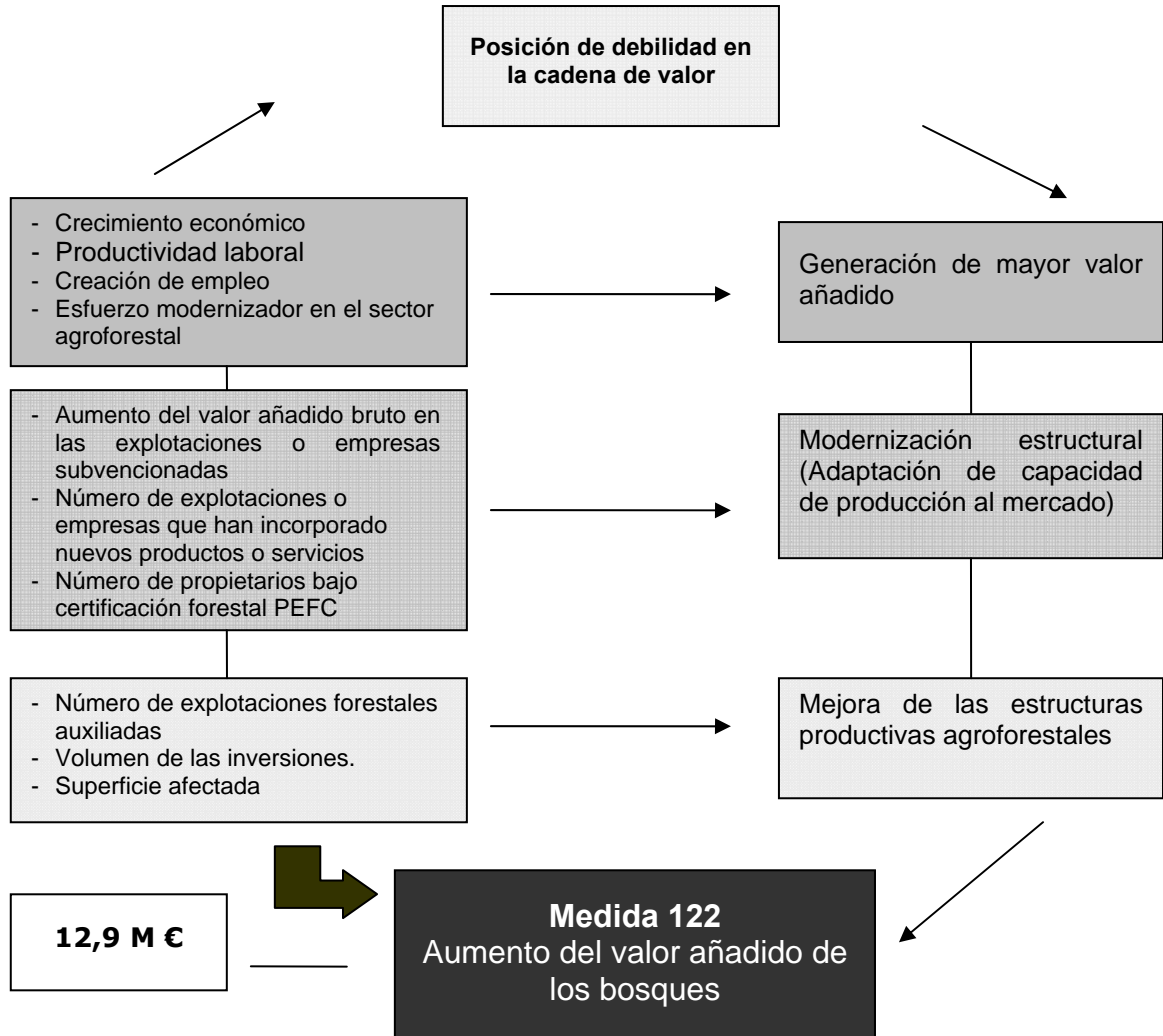 Posición de debilidad en
la cadena de valor
- Crecimiento económico
- Productividad laboral
- Creación de empleo
- Esfuerzo modernizador en el sector
agroforestal
Generación de mayor valor
añadido
- Aumento del valor añadido bruto en
las explotaciones o empresas
subvencionadas
- Número de explotaciones o
empresas que han incorporado
nuevos productos o servicios
- Número de propietarios bajo
certificación forestal PEFC
Modernización estructural
(Adaptación de capacidad
de producción al mercado)
- Número de explotaciones forestales
auxiliadas
- Volumen de las inversiones.
- Superficie afectada
Mejora de las estructuras
productivas agroforestales
12,9 M €
Medida 122
Aumento del valor añadido de
los bosques